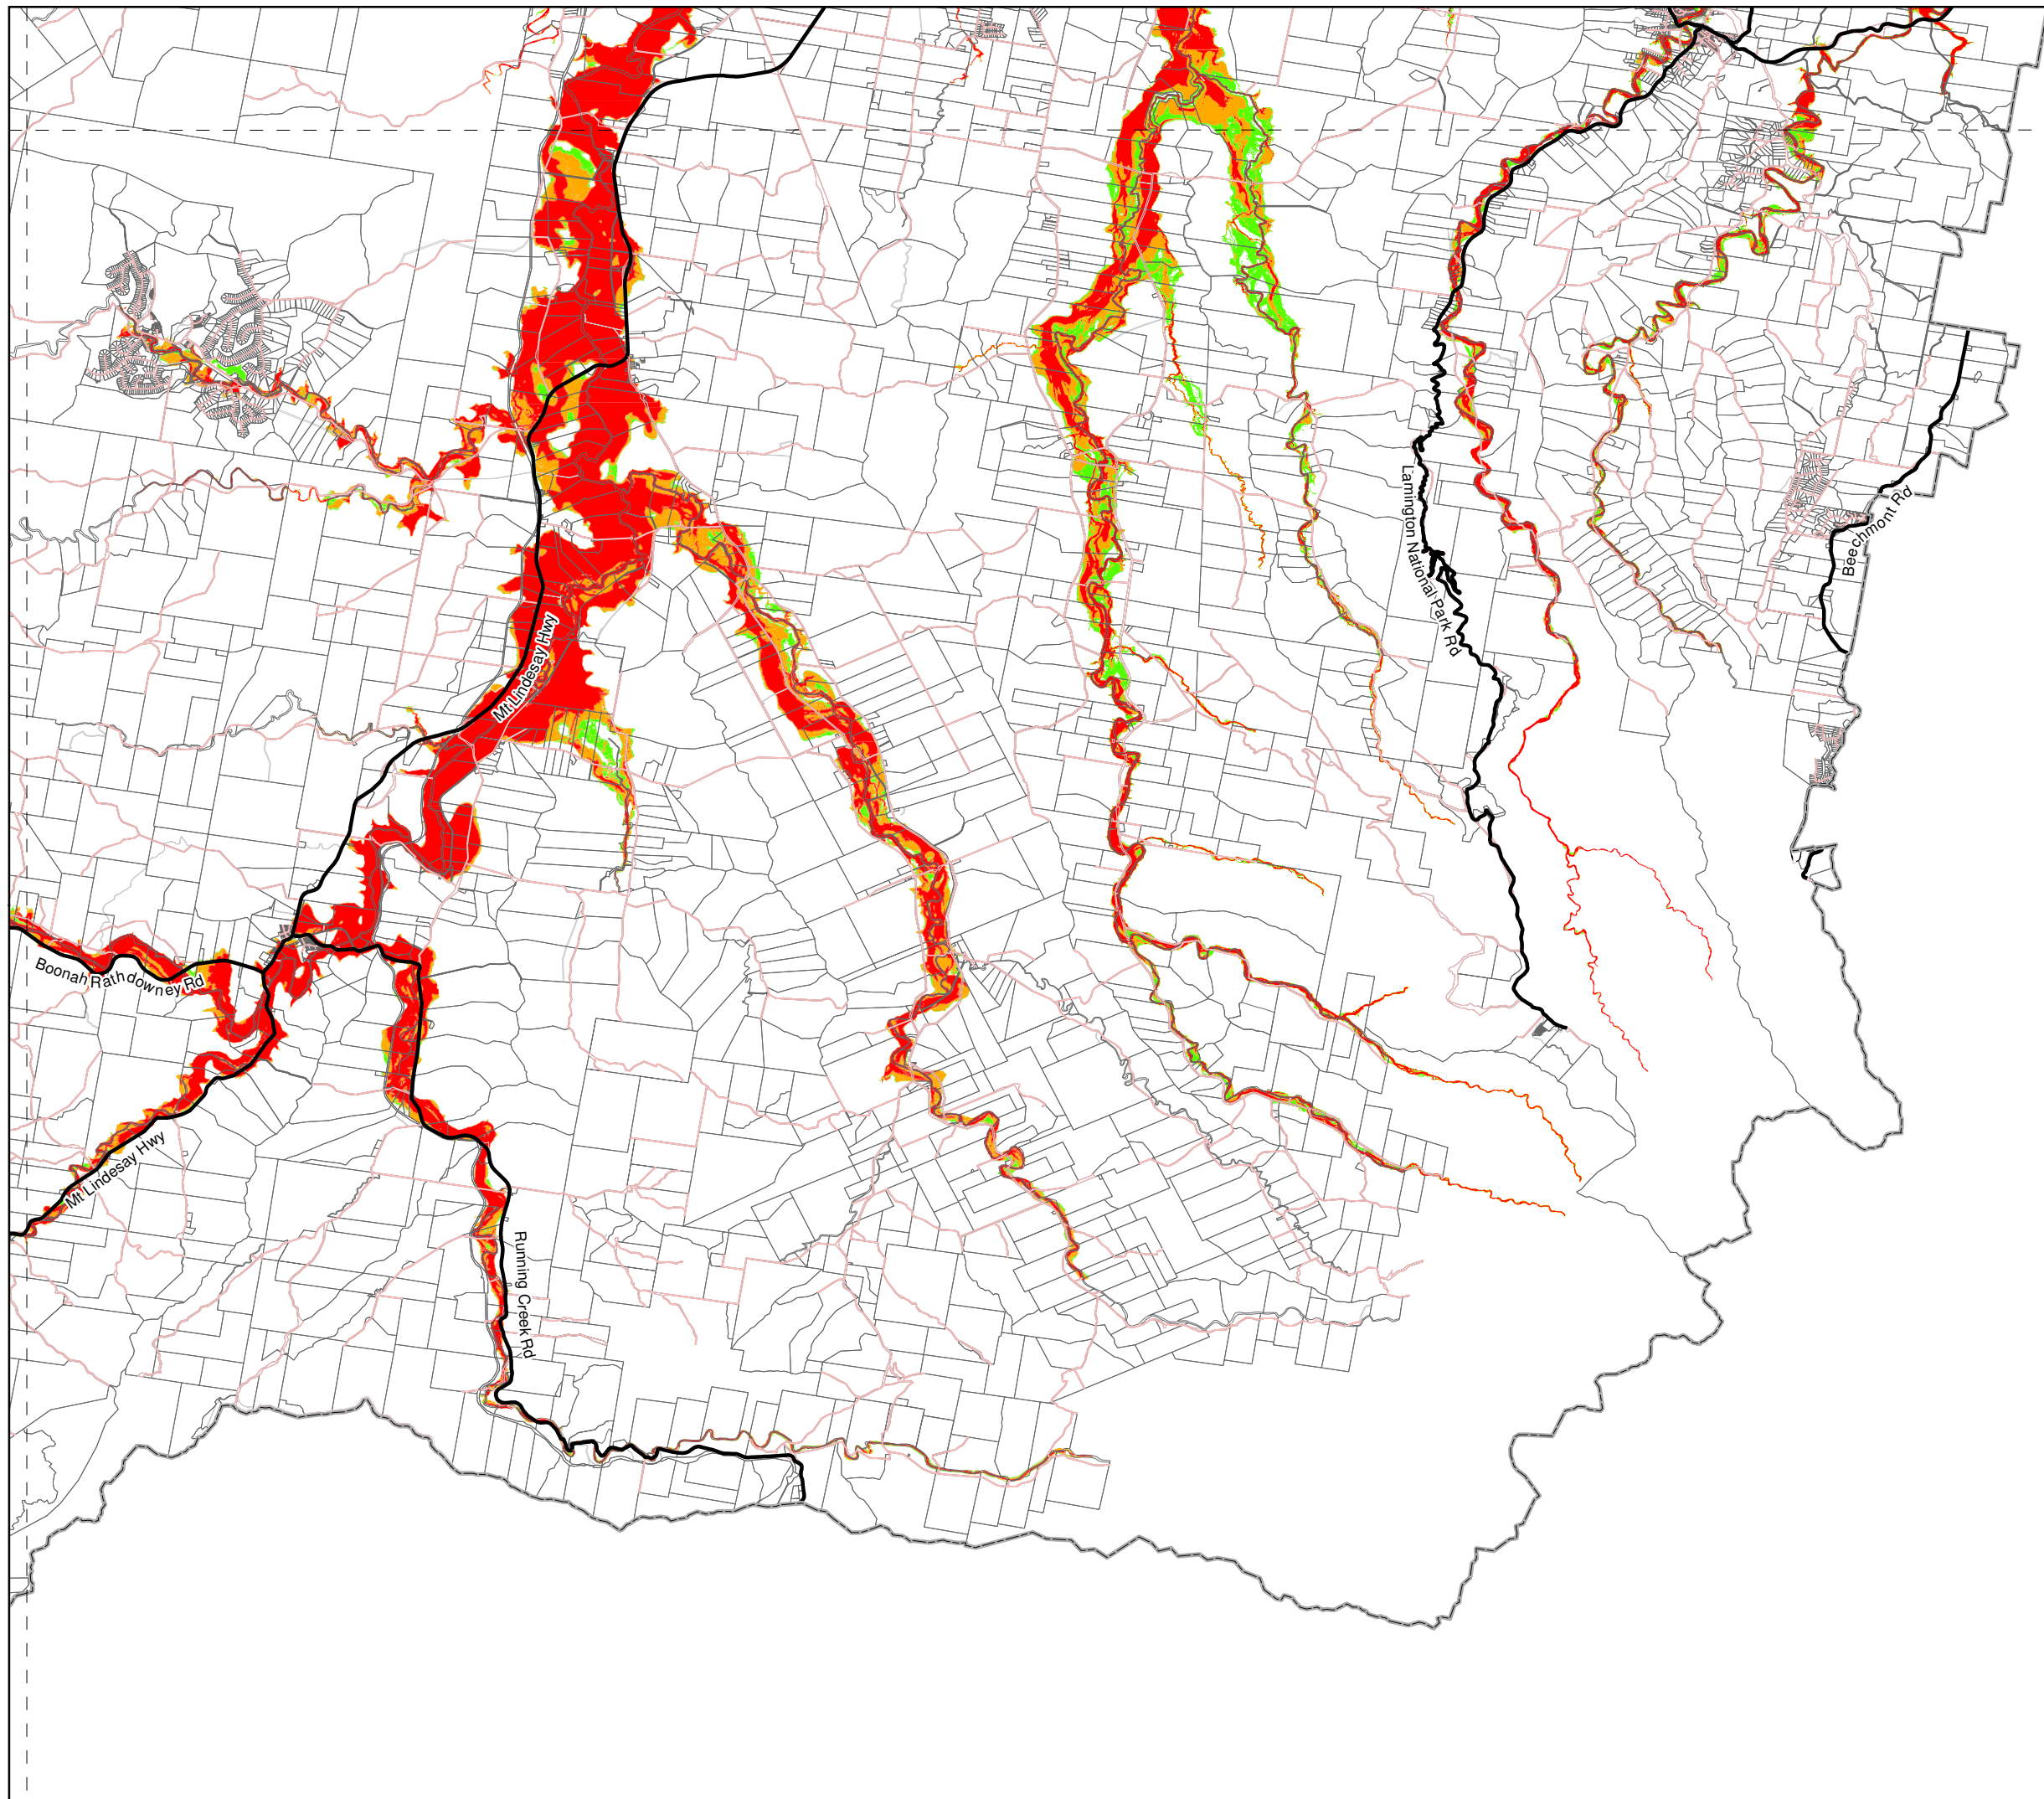 Lamington National Park Rd
Beechmont Rd
Mt Lindesay Hwy
Boonah Rathdowney Rd
Mt Lindesay Hwy
Running Creek Rd